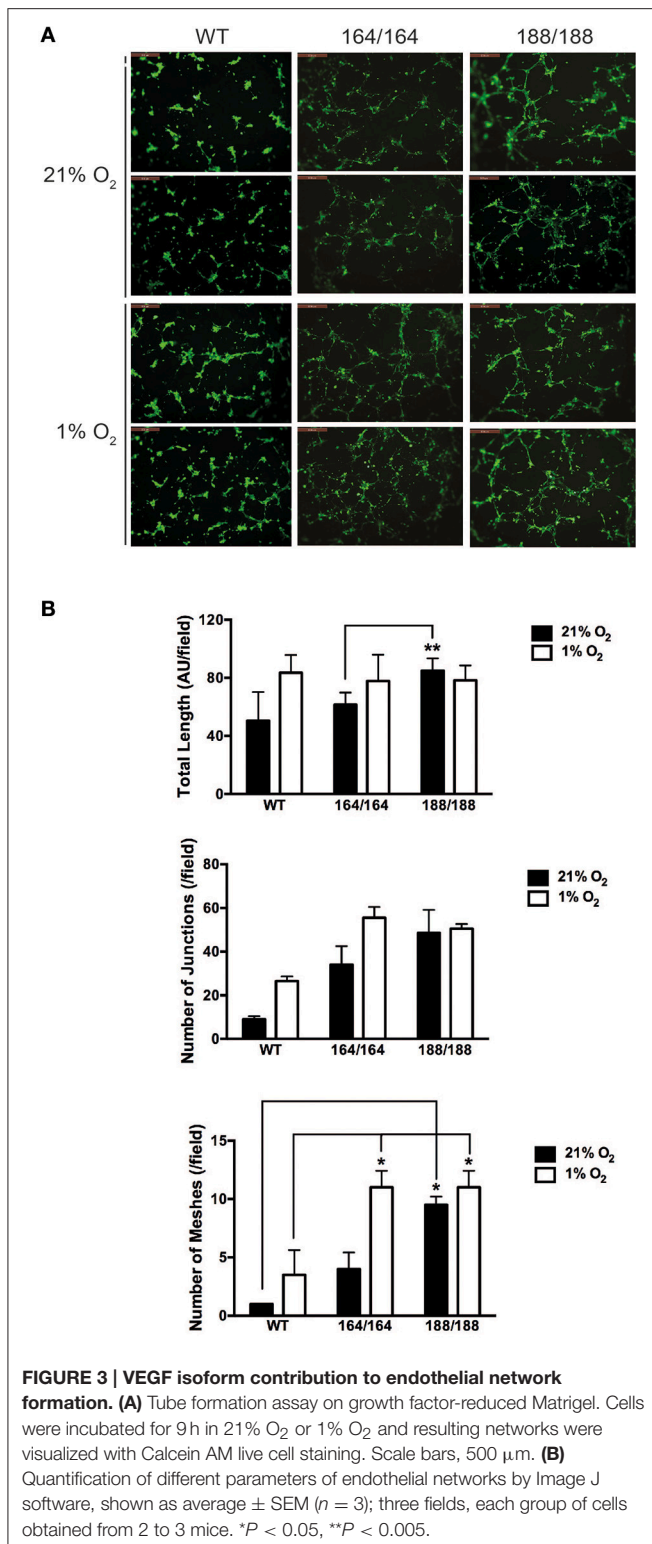 A
WT 164/164 188/188
21% O₂
1% O₂
B
Total Length (AU/field)
120
80
40
0
**
WT 164/164 188/188
21% O₂
1% O₂
Number of Junctions (/field)
80
60
40
20
0
WT 164/164 188/188
21% O₂
1% O₂
Number of Meshes (/field)
15
10
5
0
* * *
WT 164/164 188/188
21% O₂
1% O₂
FIGURE 3 | VEGF isoform contribution to endothelial network
formation. (A) Tube formation assay on growth factor-reduced Matrigel. Cells
were incubated for 9 h in 21% O₂ or 1% O₂ and resulting networks were
visualized with Calcein AM live cell staining. Scale bars, 500 μm. (B)
Quantification of different parameters of endothelial networks by Image J
software, shown as average ± SEM (n = 3); three fields, each group of cells
obtained from 2 to 3 mice. *P < 0.05, **P < 0.005.